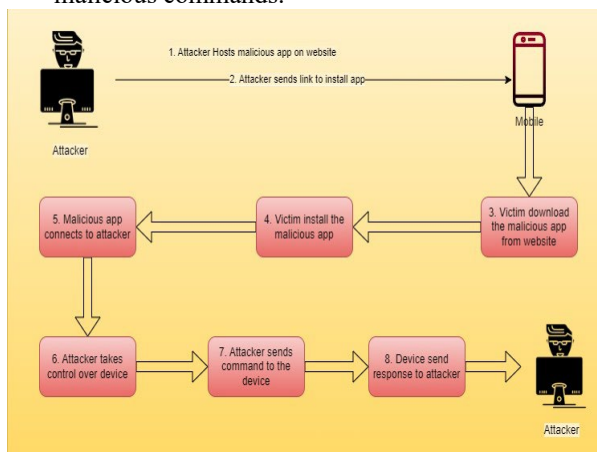 malicious commands.
1. Attacker Hosts malicious app on website
2. Attacker sends link to install app
Attacker
Mobile
3. Victim download
the malicious app
from website
4. Victim install the
malicious app
5. Malicious app
connects to attacker
6. Attacker takes
control over device
7. Attacker sends
command to the
device
8. Device send
response to attacker
Attacker